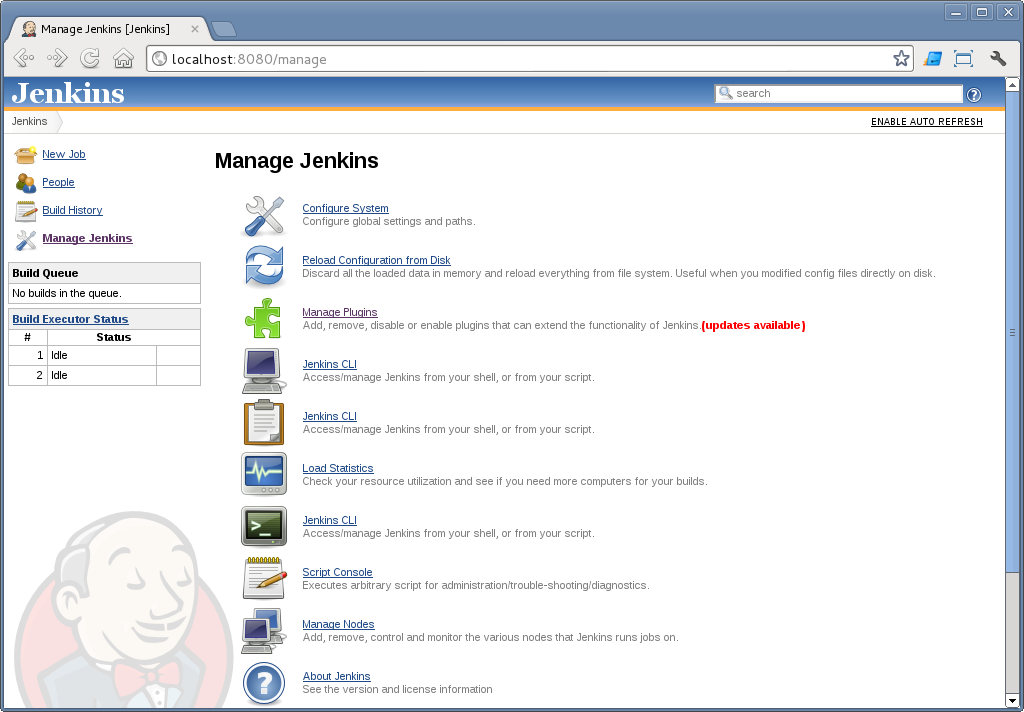 Manage Jenkins [Jenkins]
localhost:8080/manage
Jenkins
search
Jenkins
ENABLE AUTO REFRESH
New Job
People
Build History
Manage Jenkins
Build Queue
No builds in the queue.
Build Executor Status
# Status
1 Idle
2 Idle
Manage Jenkins
Configure System
Configure global settings and paths.
Reload Configuration from Disk
Discard all the loaded data in memory and reload everything from file system. Useful when you modified config files directly on disk.
Manage Plugins
Add, remove, disable or enable plugins that can extend the functionality of Jenkins.(updates available)
Jenkins CLI
Access/manage Jenkins from your shell, or from your script.
Jenkins CLI
Access/manage Jenkins from your shell, or from your script.
Load Statistics
Check your resource utilization and see if you need more computers for your builds.
Jenkins CLI
Access/manage Jenkins from your shell, or from your script.
Script Console
Executes arbitrary script for administration/trouble-shooting/diagnostics.
Manage Nodes
Add, remove, control and monitor the various nodes that Jenkins runs jobs on.
About Jenkins
See the version and license information